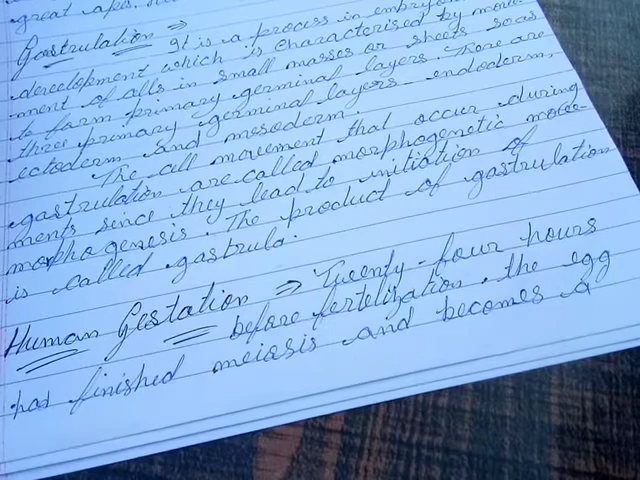 great apes.
Gastrulation ⇒ It is a process in embryonic
development which is characterised by move-
ment of cells in small masses or sheets so as
to form primary germinal layers. There are
three primary germinal layers endoderm,
ectoderm and mesoderm.
The cell movement that occur during
gastrulation are called morphogenetic move-
ments since they lead to initiation of
morphogenesis. The product of gastrulation
is called gastrula.
Human Gestation ⇒ Twenty-four hours
before fertelization. the egg
has finished meiosis and becomes a